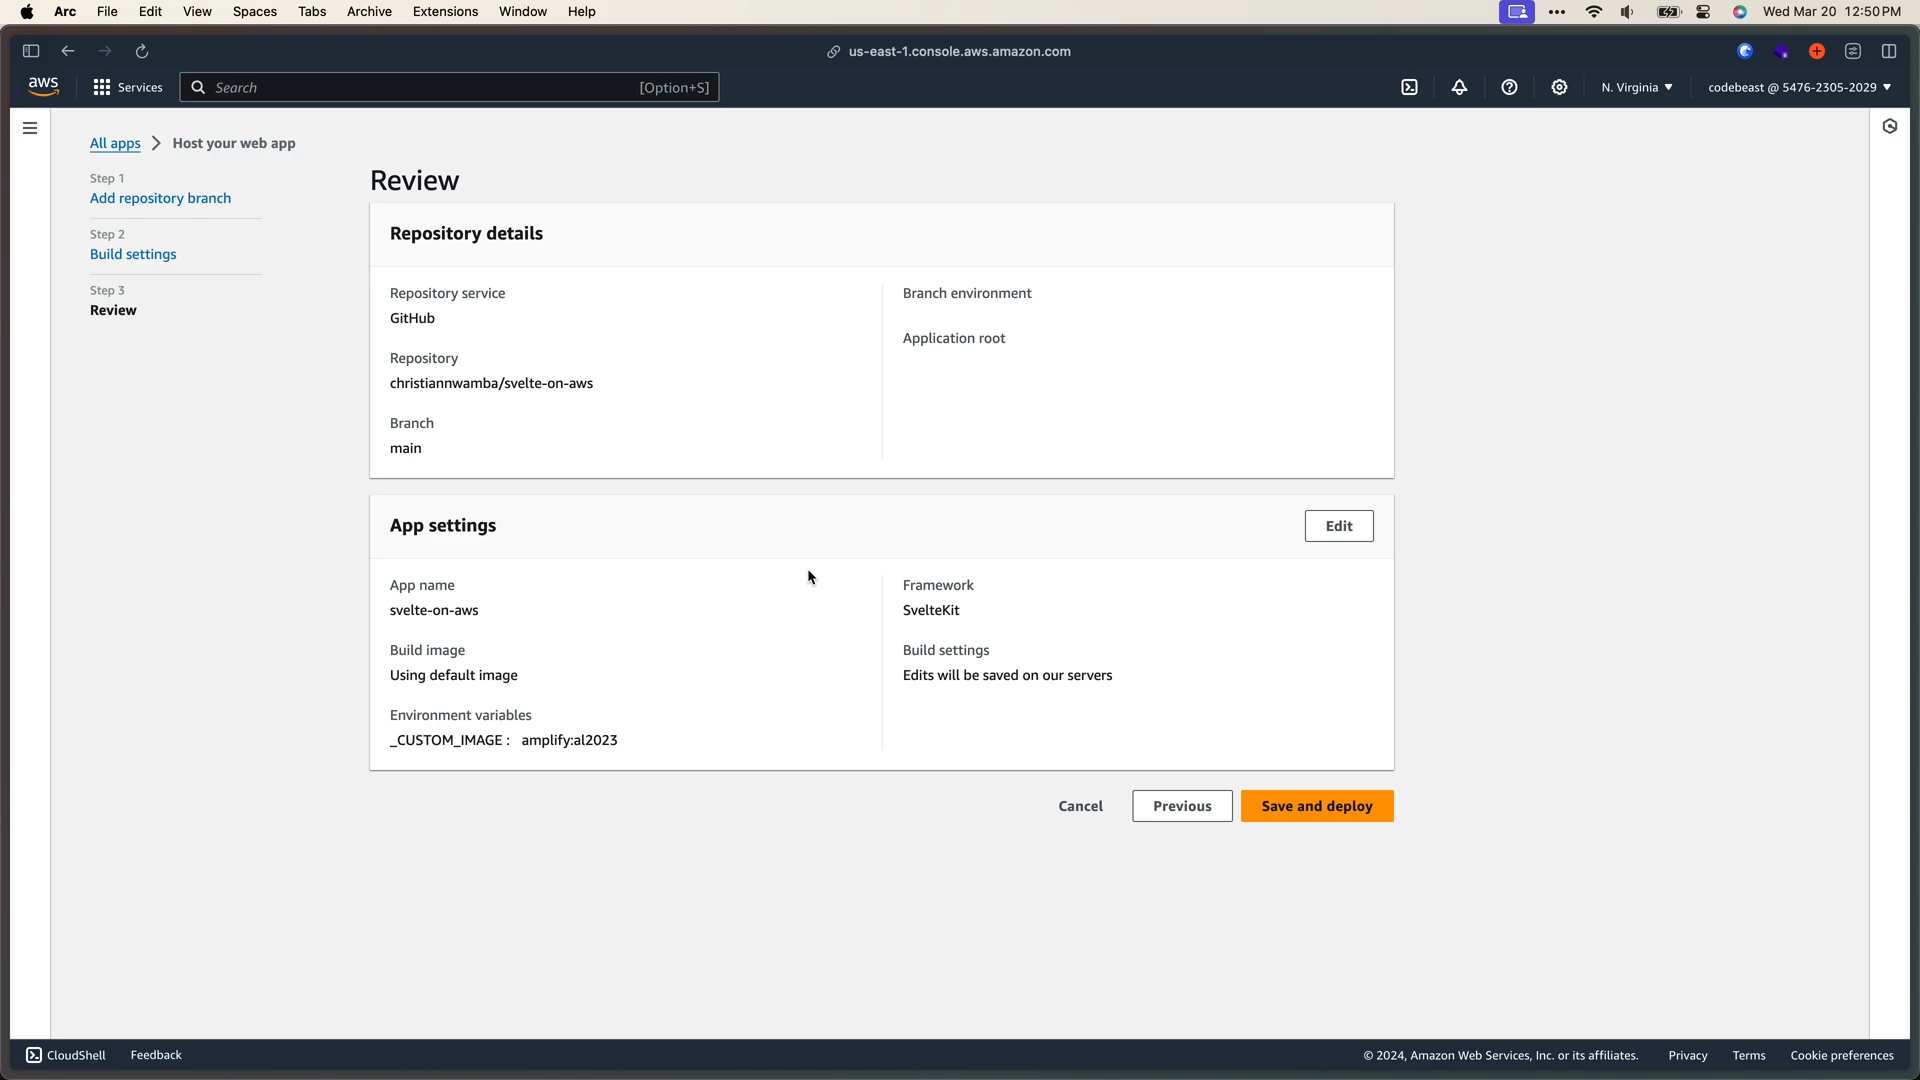 Arc File Edit View Spaces Tabs Archive Extensions Window Help Wed Mar 20 12:50 PM
us-east-1.console.aws.amazon.com
aws Services Search [Option+S] N. Virginia codebeast @ 5476-2305-2029
All apps Host your web app
Step 1
Add repository branch
Step 2
Build settings
Step 3
Review
Review
Repository details
Repository service
GitHub
Repository
christiannwamba/svelte-on-aws
Branch
main
Branch environment
Application root
App settings
Edit
App name
svelte-on-aws
Build image
Using default image
Environment variables
_CUSTOM_IMAGE : amplify:al2023
Framework
SvelteKit
Build settings
Edits will be saved on our servers
Cancel Previous Save and deploy
CloudShell Feedback © 2024, Amazon Web Services, Inc. or its affiliates. Privacy Terms Cookie preferences